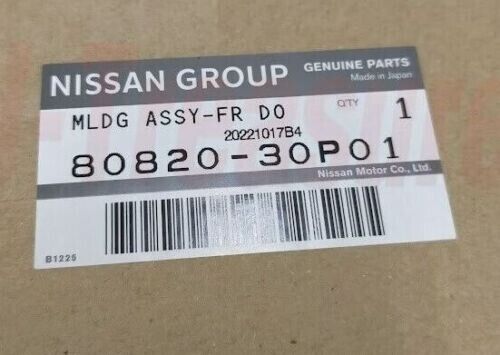 NISSAN GROUP GENUINE PARTS
Made in Japan
MLDG ASSY-FR DO Q'TY 1
20221017B4
80820-30P01
Nissan Motor Co., Ltd.
B1225